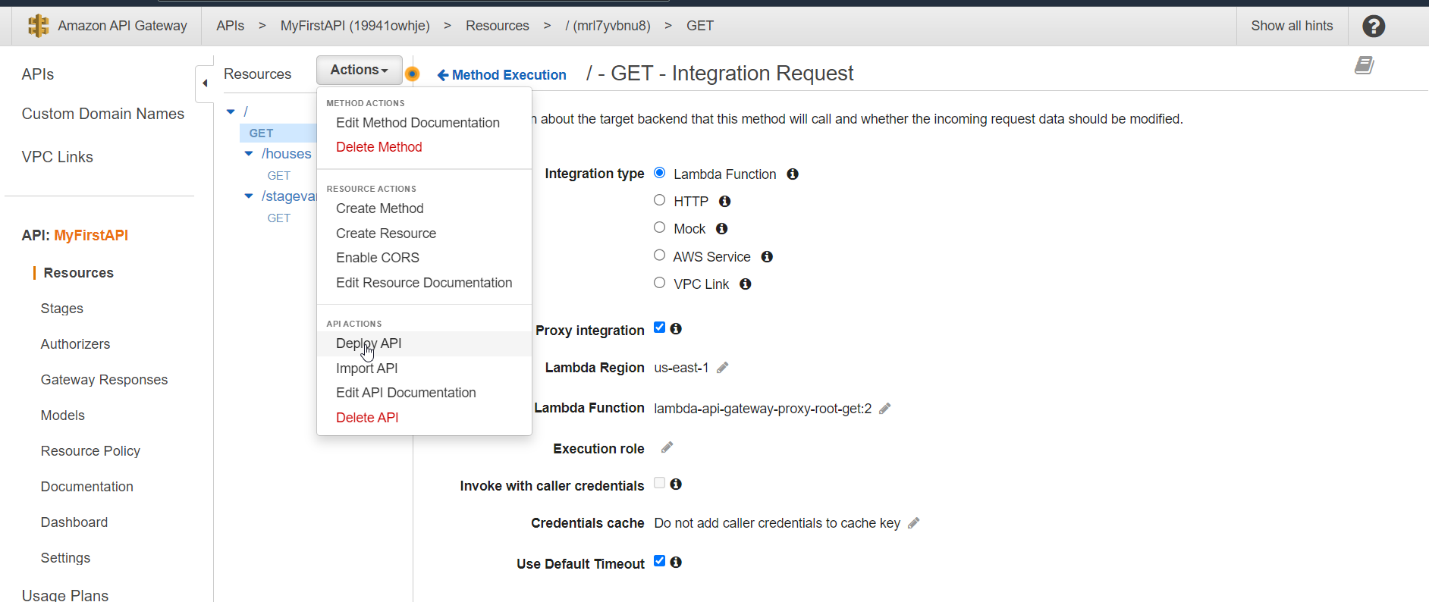 Amazon API Gateway
APIs > MyFirstAPI (19941owhje) > Resources > / (mrl7yvbnu8) > GET
Show all hints
?
APIs
Custom Domain Names
VPC Links
API: MyFirstAPI
Resources
Stages
Authorizers
Gateway Responses
Models
Resource Policy
Documentation
Dashboard
Settings
Usage Plans
Resources
Actions
/
GET
/houses
GET
/stageva
GET
METHOD ACTIONS
Edit Method Documentation
Delete Method
RESOURCE ACTIONS
Create Method
Create Resource
Enable CORS
Edit Resource Documentation
API ACTIONS
Deploy API
Import API
Edit API Documentation
Delete API
Method Execution / - GET - Integration Request
about the target backend that this method will call and whether the incoming request data should be modified.
Integration type Lambda Function
HTTP
Mock
AWS Service
VPC Link
Proxy integration
Lambda Region us-east-1
Lambda Function lambda-api-gateway-proxy-root-get:2
Execution role
Invoke with caller credentials
Credentials cache Do not add caller credentials to cache key
Use Default Timeout